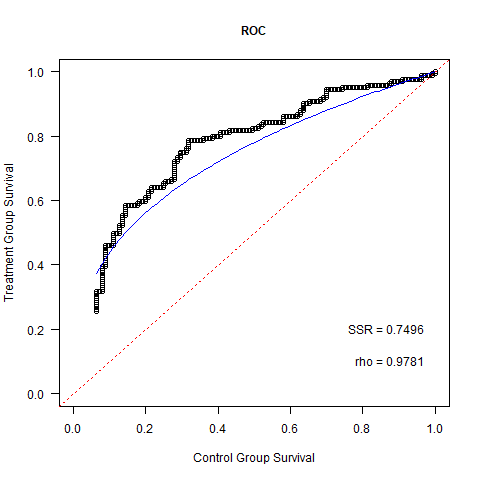 ROC
Treatment Group Survival
1.0
0.8
0.6
0.4
0.2
0.0
SSR = 0.7496
rho = 0.9781
0.0 0.2 0.4 0.6 0.8 1.0
Control Group Survival